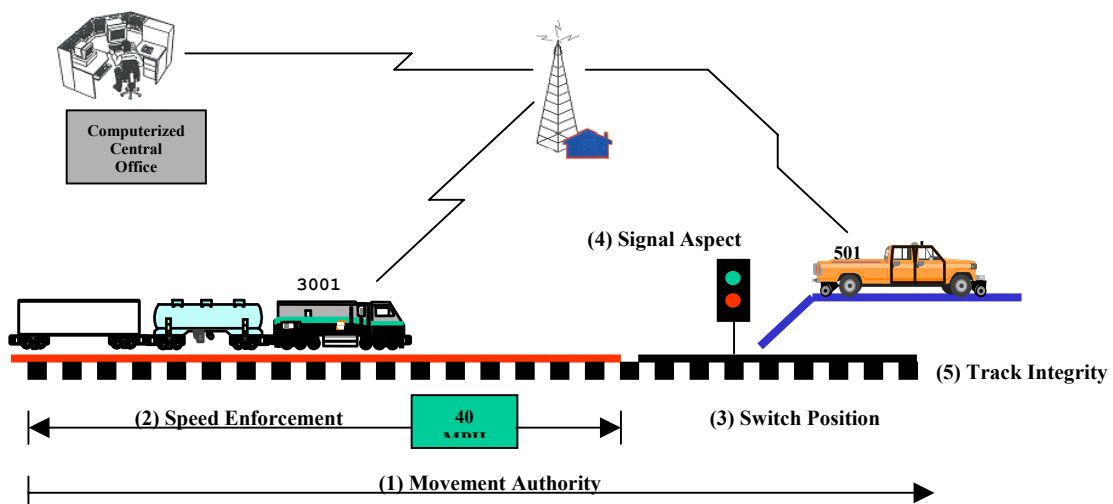 Computerized
Central
Office
(4) Signal Aspect
501
3001
(5) Track Integrity
(2) Speed Enforcement
40
(3) Switch Position
(1) Movement Authority